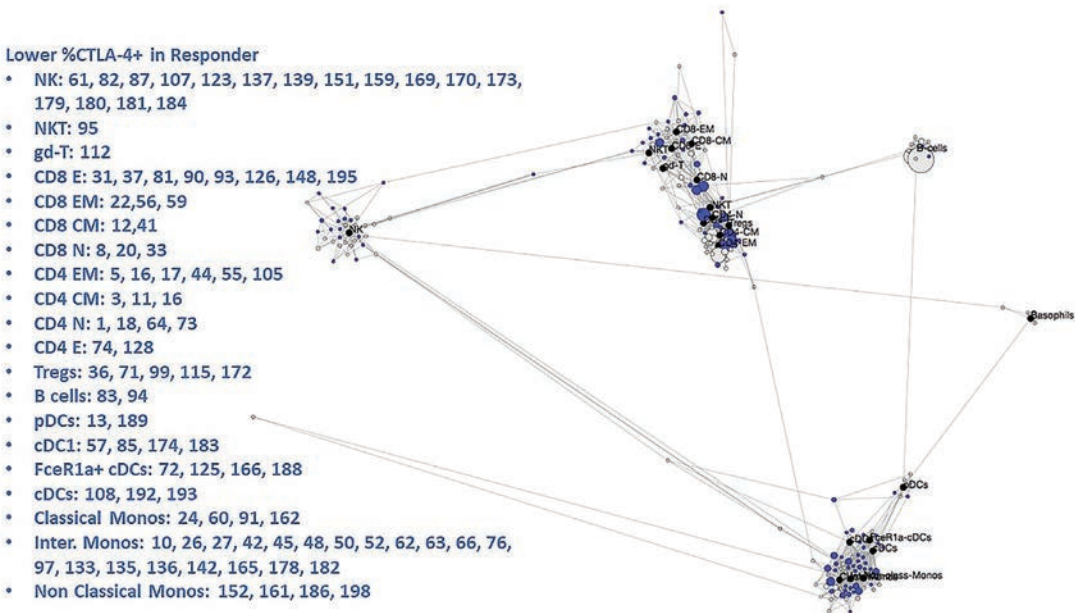 Lower %CTLA-4+ in Responder
• NK: 61, 82, 87, 107, 123, 137, 139, 151, 159, 169, 170, 173,
179, 180, 181, 184
• NKT: 95
• gd-T: 112
• CD8 E: 31, 37, 81, 90, 93, 126, 148, 195
• CD8 EM: 22,56, 59
• CD8 CM: 12,41
• CD8 N: 8, 20, 33
• CD4 EM: 5, 16, 17, 44, 55, 105
• CD4 CM: 3, 11, 16
• CD4 N: 1, 18, 64, 73
• CD4 E: 74, 128
• Tregs: 36, 71, 99, 115, 172
• B cells: 83, 94
• pDCs: 13, 189
• cDC1: 57, 85, 174, 183
• FceR1a+ cDCs: 72, 125, 166, 188
• cDCs: 108, 192, 193
• Classical Monos: 24, 60, 91, 162
• Inter. Monos: 10, 26, 27, 42, 45, 48, 50, 52, 62, 63, 66, 76,
97, 133, 135, 136, 142, 165, 178, 182
• Non Classical Monos: 152, 161, 186, 198
CD8-EM
CD8-CM
NKT
gd-T
CD8-N
B-cells
NKT
Tregs
NK
Basophils
pDCs
FceR1a-cDCs